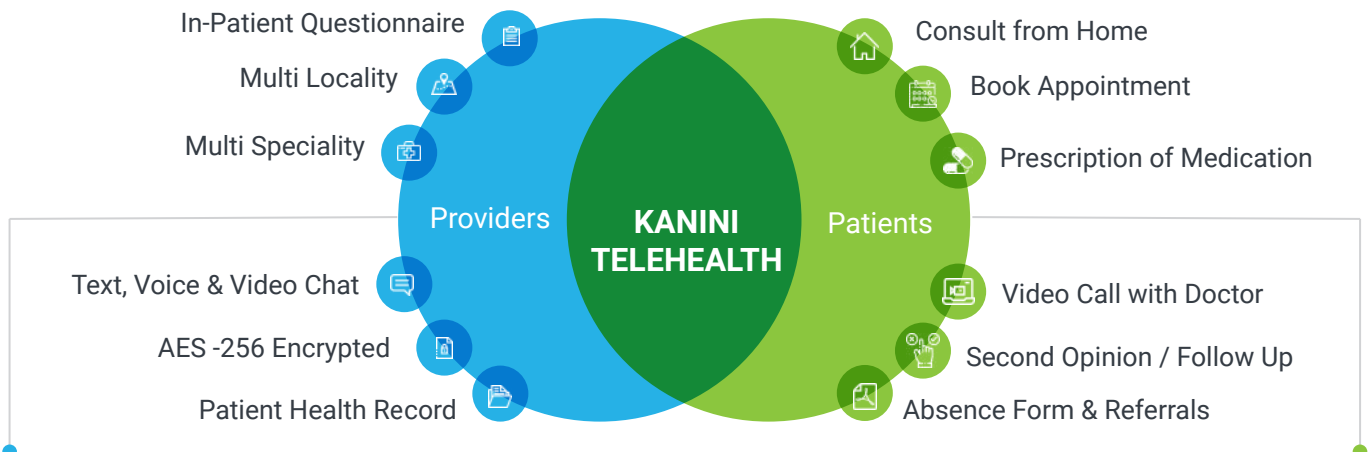 In-Patient Questionnaire
Multi Locality
Multi Speciality
Providers
Text, Voice & Video Chat
AES -256 Encrypted
Patient Health Record
KANINI
TELEHEALTH
Consult from Home
Book Appointment
Prescription of Medication
Patients
Video Call with Doctor
Second Opinion / Follow Up
Absence Form & Referrals